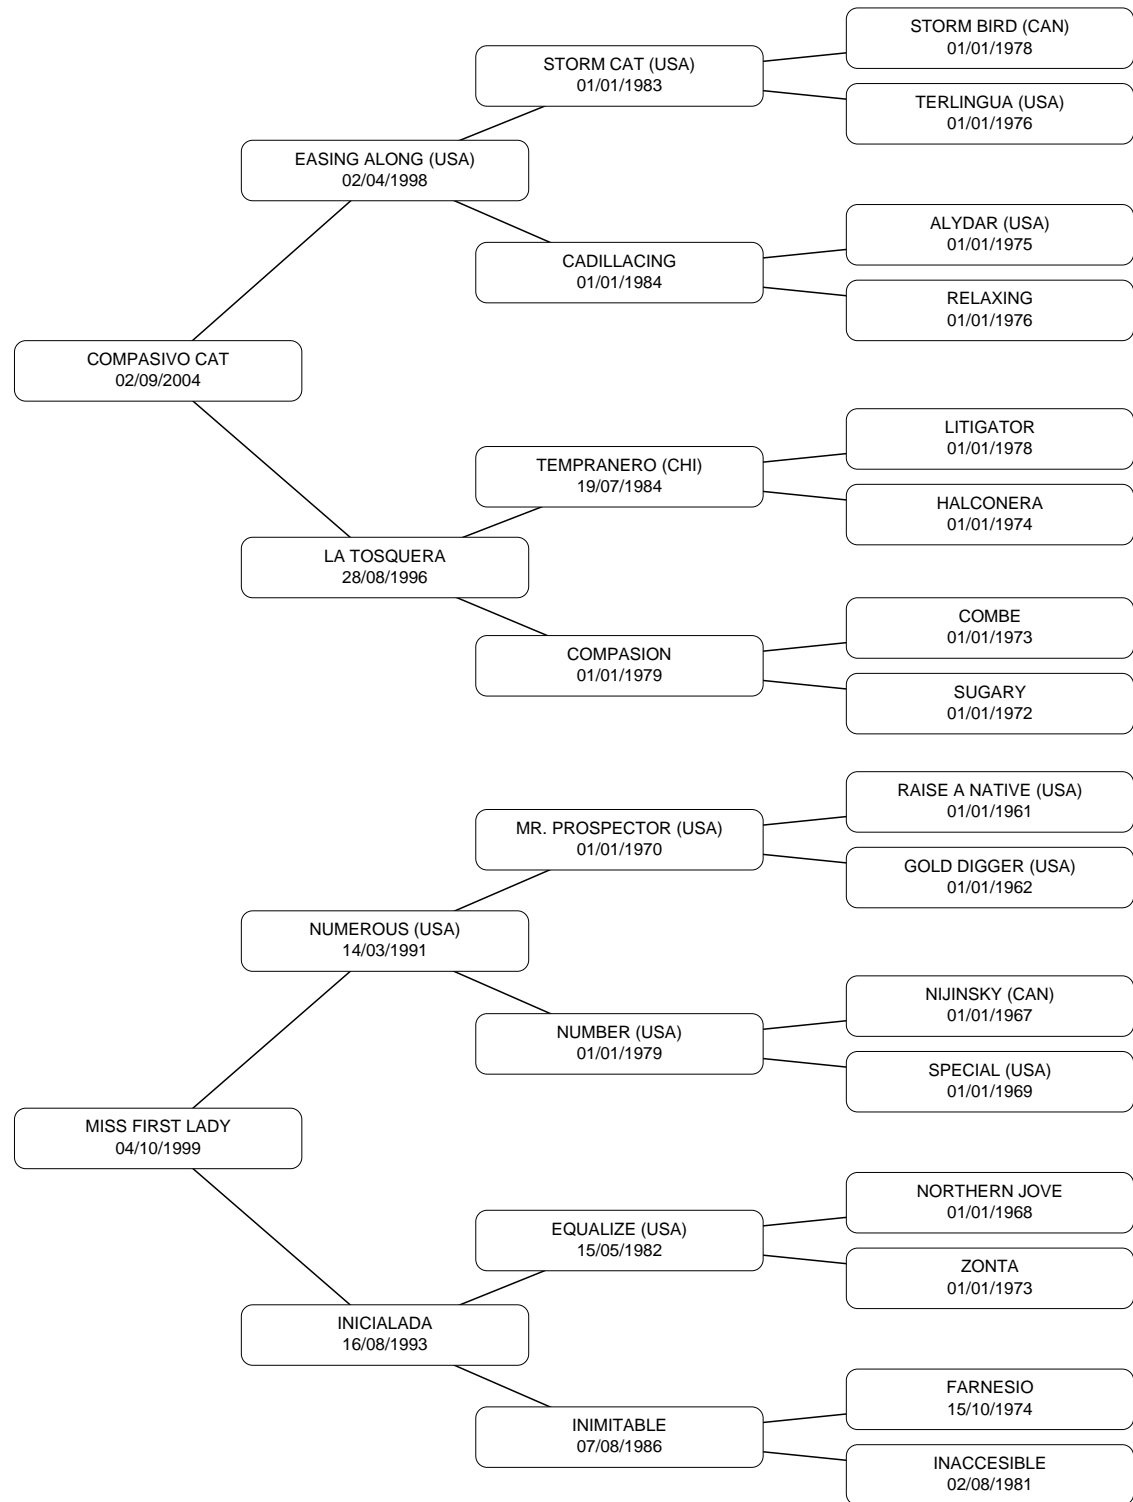 STORM BIRD (CAN)
01/01/1978
STORM CAT (USA)
01/01/1983
TERLINGUA (USA)
01/01/1976
EASING ALONG (USA)
02/04/1998
ALYDAR (USA)
01/01/1975
CADILLACING
01/01/1984
RELAXING
01/01/1976
COMPASIVO CAT
02/09/2004
LITIGATOR
01/01/1978
TEMPRANERO (CHI)
19/07/1984
HALCONERA
01/01/1974
LA TOSQUERA
28/08/1996
COMBE
01/01/1973
COMPASION
01/01/1979
SUGARY
01/01/1972
RAISE A NATIVE (USA)
01/01/1961
MR. PROSPECTOR (USA)
01/01/1970
GOLD DIGGER (USA)
01/01/1962
NUMEROUS (USA)
14/03/1991
NIJINSKY (CAN)
01/01/1967
NUMBER (USA)
01/01/1979
SPECIAL (USA)
01/01/1969
MISS FIRST LADY
04/10/1999
NORTHERN JOVE
01/01/1968
EQUALIZE (USA)
15/05/1982
ZONTA
01/01/1973
INICIALADA
16/08/1993
FARNESIO
15/10/1974
INIMITABLE
07/08/1986
INACCESIBLE
02/08/1981